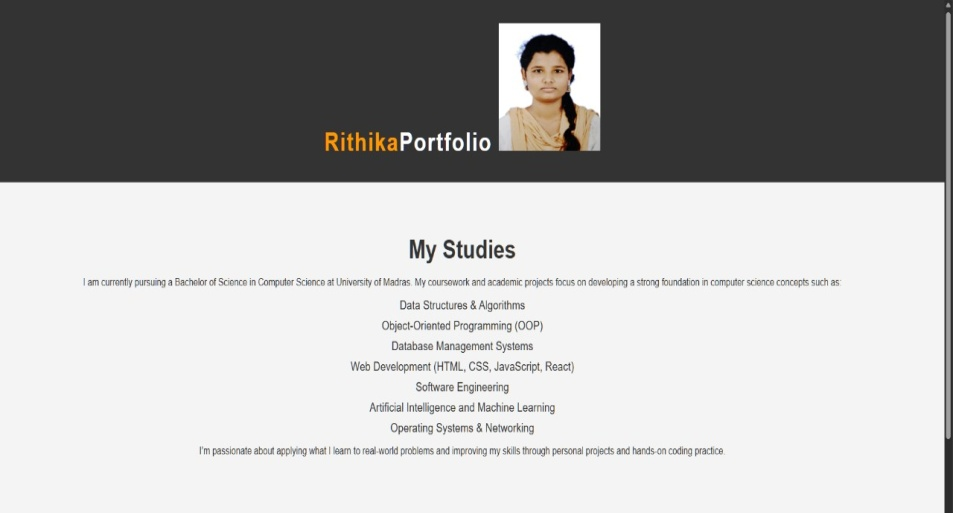 RithikaPortfolio
My Studies
I am currently pursuing a Bachelor of Science in Computer Science at University of Madras. My coursework and academic projects focus on developing a strong foundation in computer science concepts such as:
Data Structures & Algorithms
Object-Oriented Programming (OOP)
Database Management Systems
Web Development (HTML, CSS, JavaScript, React)
Software Engineering
Artificial Intelligence and Machine Learning
Operating Systems & Networking
I'm passionate about applying what I learn to real-world problems and improving my skills through personal projects and hands-on coding practice.